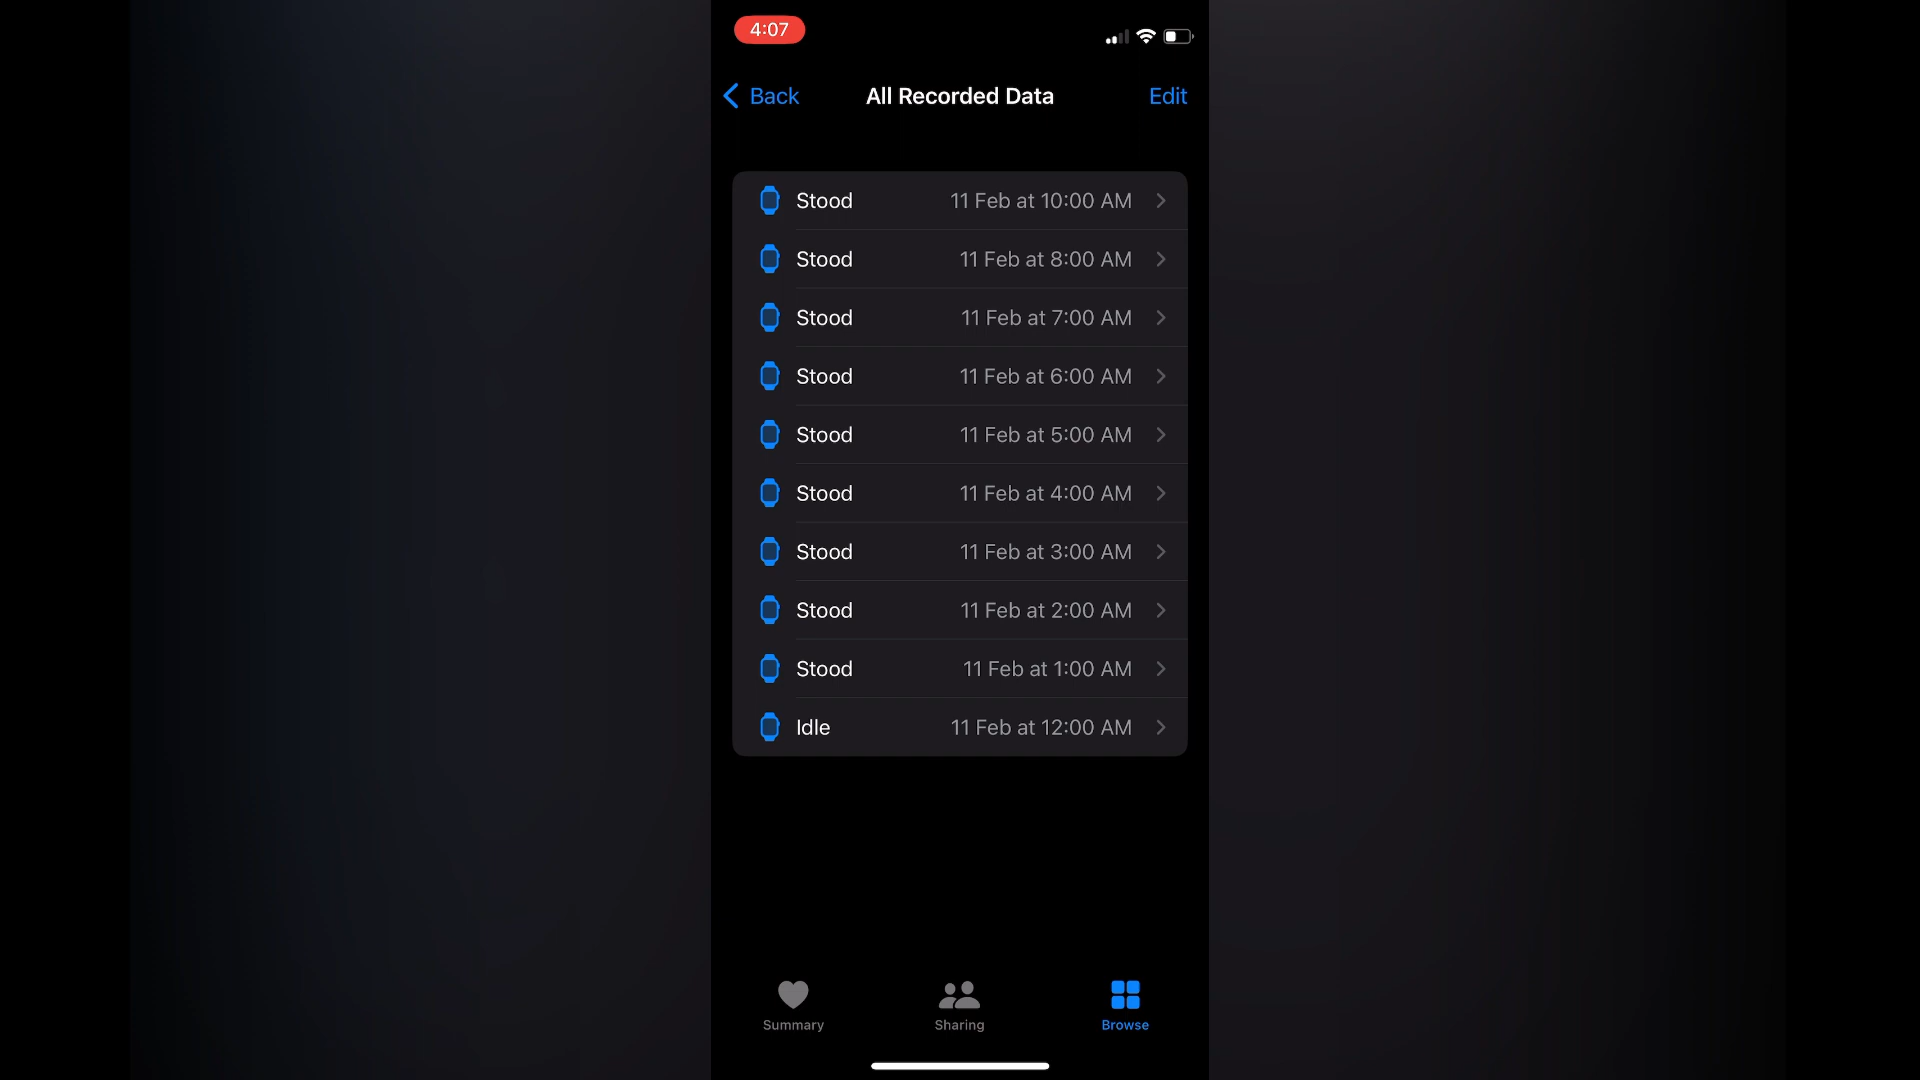 4:07
Back All Recorded Data Edit
Stood 11 Feb at 10:00 AM
Stood 11 Feb at 8:00 AM
Stood 11 Feb at 7:00 AM
Stood 11 Feb at 6:00 AM
Stood 11 Feb at 5:00 AM
Stood 11 Feb at 4:00 AM
Stood 11 Feb at 3:00 AM
Stood 11 Feb at 2:00 AM
Stood 11 Feb at 1:00 AM
Idle 11 Feb at 12:00 AM
Summary Sharing Browse